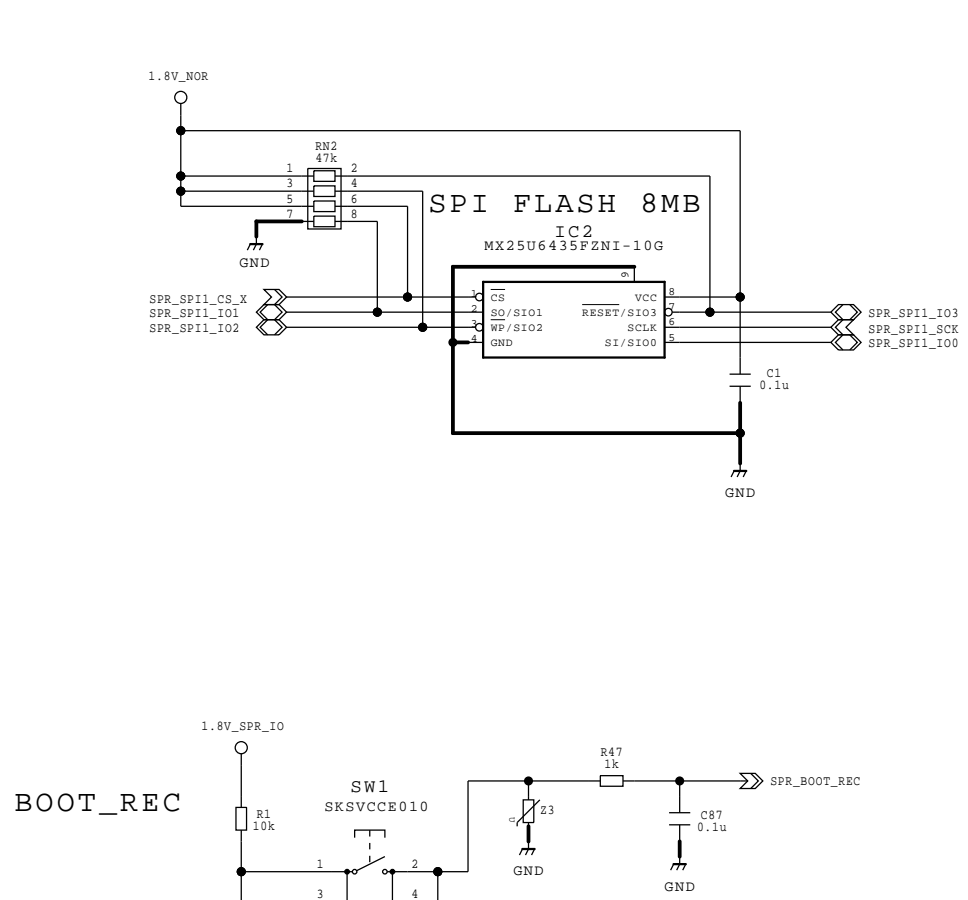 1.8V_NOR
RN2
47k
1 2
3 4
5 6
7 8
GND
SPI FLASH 8MB
IC2
MX25U6435FZNI-10G
9
SPR_SPI1_CS_X 1 CS VCC 8
SPR_SPI1_IO1 2 SO/SIO1 RESET/SIO3 7 SPR_SPI1_IO3
SPR_SPI1_IO2 3 WP/SIO2 SCLK 6 SPR_SPI1_SCK
4 GND SI/SIO0 5 SPR_SPI1_IO0
C1
0.1u
GND
1.8V_SPR_IO
BOOT_REC
R1
10k
SW1
SKSVCCE010
1 2
3 4
R47
1k
SPR_BOOT_REC
Z3
U
GND
C87
0.1u
GND